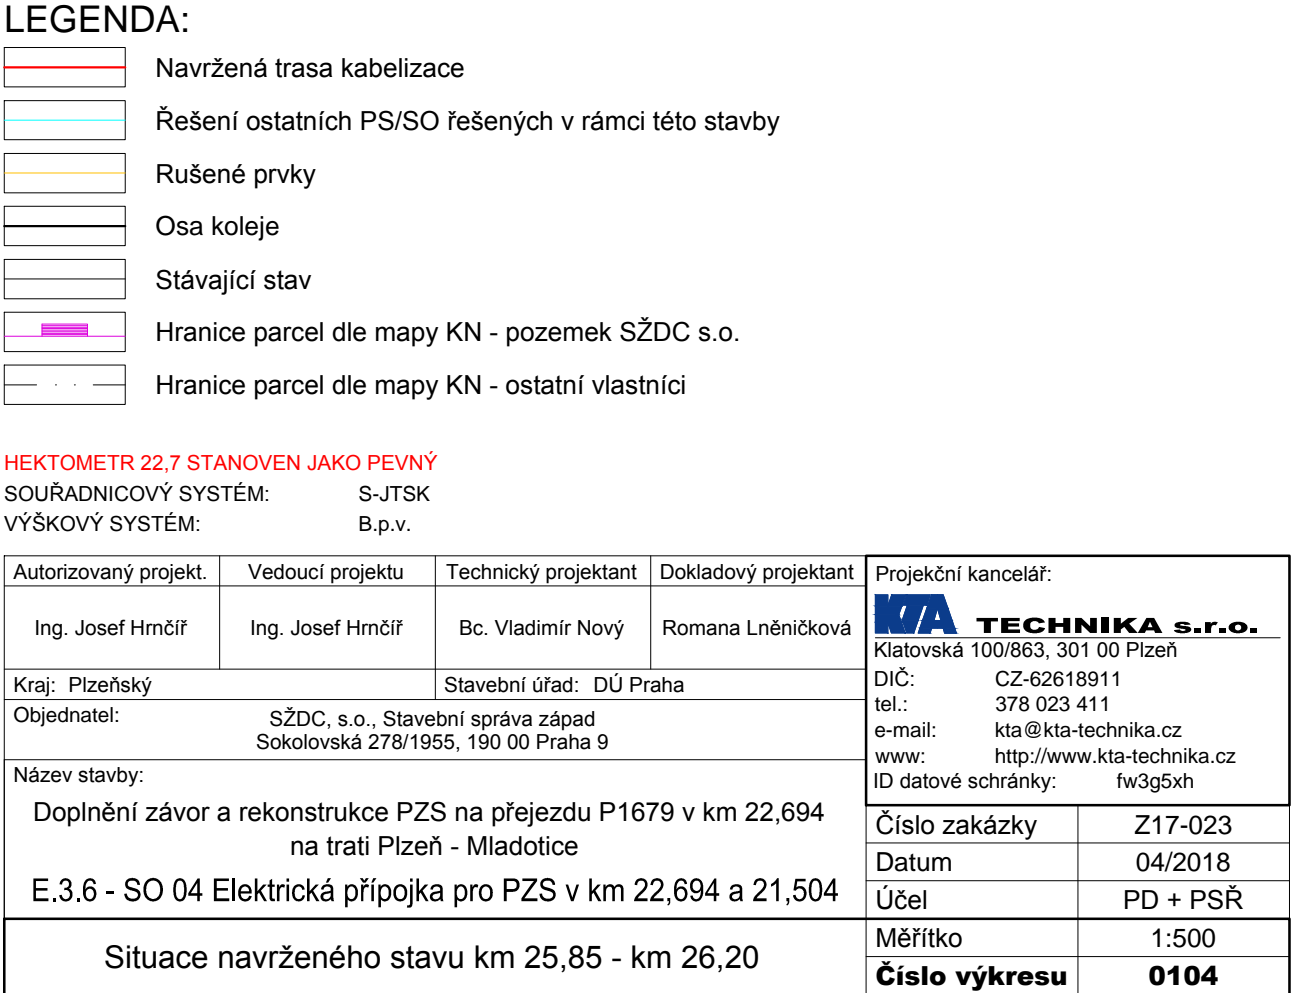 LEGENDA:
Navržená trasa kabelizace
Řešení ostatních PS/SO řešených v rámci této stavby
Rušené prvky
Osa koleje
Stávající stav
Hranice parcel dle mapy KN - pozemek SŽDC s.o.
Hranice parcel dle mapy KN - ostatní vlastníci
HEKTOMETR 22,7 STANOVEN JAKO PEVNÝ
SOUŘADNICOVÝ SYSTÉM: S-JTSK
VÝŠKOVÝ SYSTÉM: B.p.v.
Autorizovaný projekt. Vedoucí projektu Technický projektant Dokladový projektant
Ing. Josef Hrnčíř Ing. Josef Hrnčíř Bc. Vladimír Nový Romana Lněničková
Kraj: Plzeňský Stavební úřad: DÚ Praha
Objednatel: SŽDC, s.o., Stavební správa západ
Sokolovská 278/1955, 190 00 Praha 9
Název stavby:
Doplnění závor a rekonstrukce PZS na přejezdu P1679 v km 22,694
na trati Plzeň - Mladotice
E.3.6 - SO 04 Elektrická přípojka pro PZS v km 22,694 a 21,504
Situace navrženého stavu km 25,85 - km 26,20
Projekční kancelář:
KTA TECHNIKA s.r.o.
Klatovská 100/863, 301 00 Plzeň
DIČ: CZ-62618911
tel.: 378 023 411
e-mail: kta@kta-technika.cz
www: http://www.kta-technika.cz
ID datové schránky: fw3g5xh
Číslo zakázky Z17-023
Datum 04/2018
Účel PD + PSŘ
Měřítko 1:500
Číslo výkresu 0104